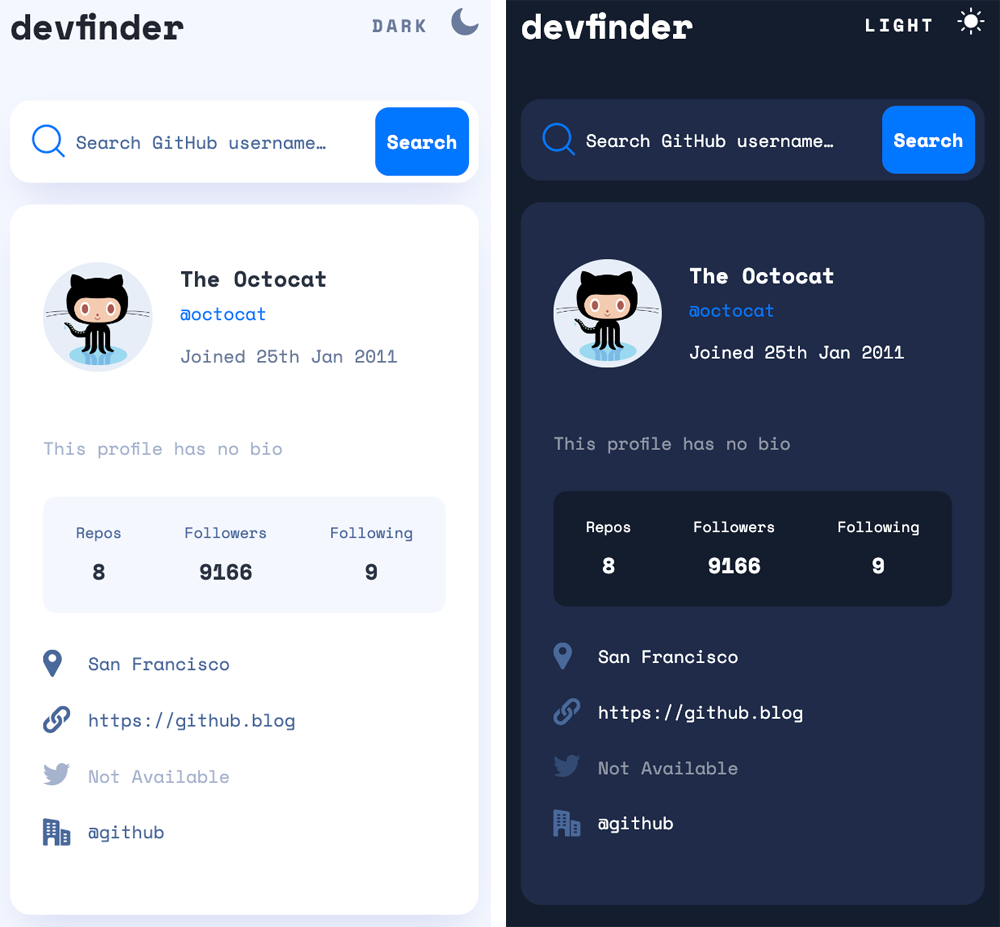 devfinder
DARK
Search GitHub username…
Search
The Octocat
@octocat
Joined 25th Jan 2011
This profile has no bio
Repos Followers Following
8 9166 9
San Francisco
https://github.blog
Not Available
@github
devfinder
LIGHT
Search GitHub username…
Search
The Octocat
@octocat
Joined 25th Jan 2011
This profile has no bio
Repos Followers Following
8 9166 9
San Francisco
https://github.blog
Not Available
@github